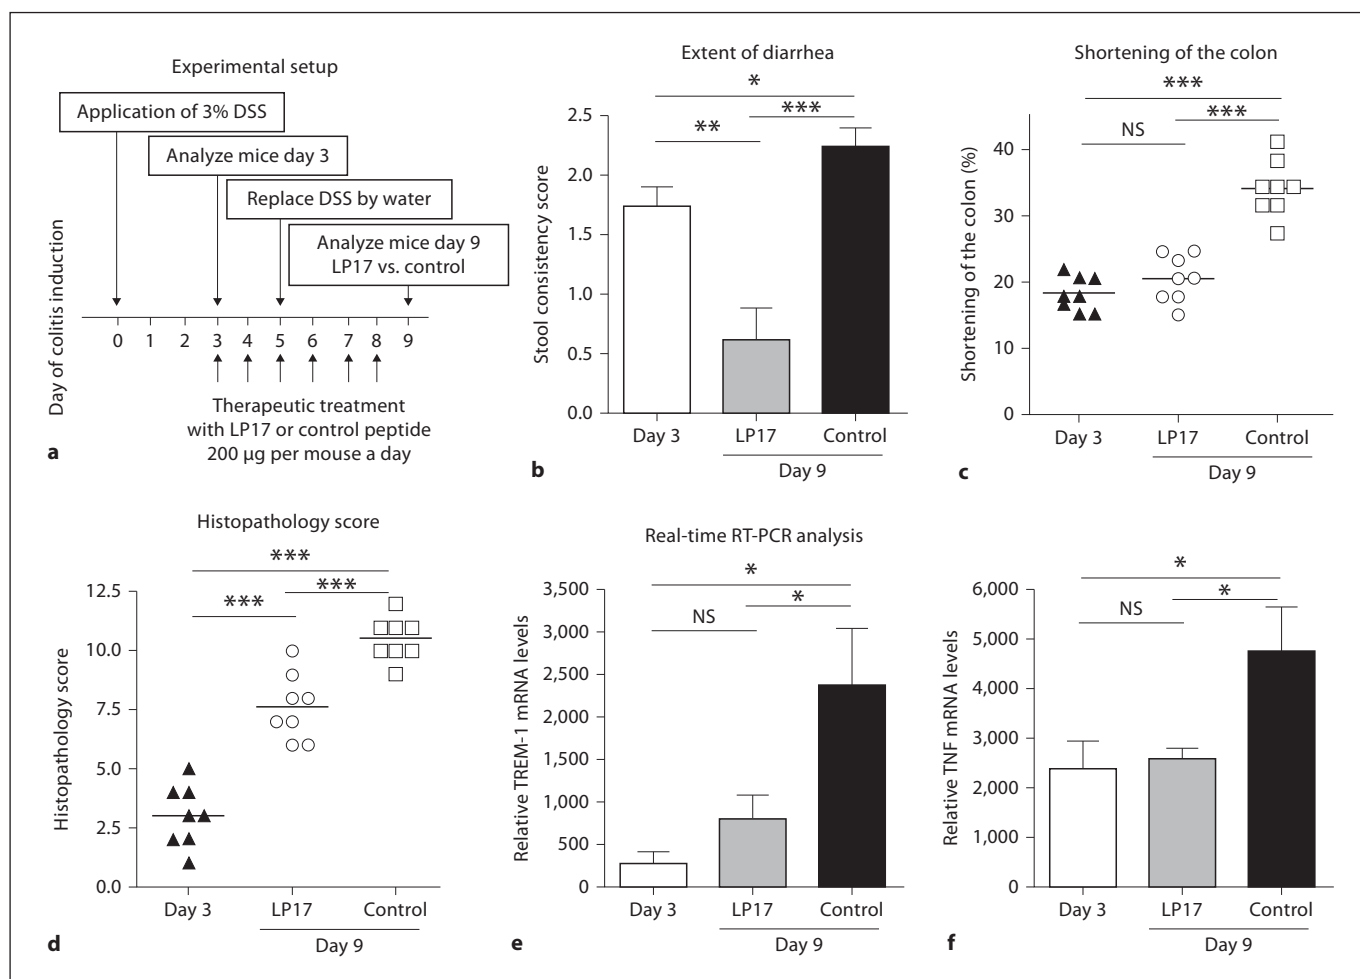 Experimental setup
Application of 3% DSS
Analyze mice day 3
Replace DSS by water
Analyze mice day 9
LP17 vs. control
Day of colitis induction
0 1 2 3 4 5 6 7 8 9
Therapeutic treatment
with LP17 or control peptide
200 µg per mouse a day
a
Extent of diarrhea
*
***
**
Stool consistency score
2.5
2.0
1.5
1.0
0.5
0.0
Day 3 LP17 Control
Day 9
b
Shortening of the colon
***
***
NS
Shortening of the colon (%)
40
30
20
10
0
Day 3 LP17 Control
Day 9
c
Histopathology score
***
***
***
Histopathology score
12.5
10.0
7.5
5.0
2.5
0.0
Day 3 LP17 Control
Day 9
d
Real-time RT-PCR analysis
*
*
NS
Relative TREM-1 mRNA levels
3,500
3,000
2,500
2,000
1,500
1,000
500
0
Day 3 LP17 Control
Day 9
e
*
*
NS
Relative TNF mRNA levels
6,000
5,000
4,000
3,000
2,000
1,000
0
Day 3 LP17 Control
Day 9
f